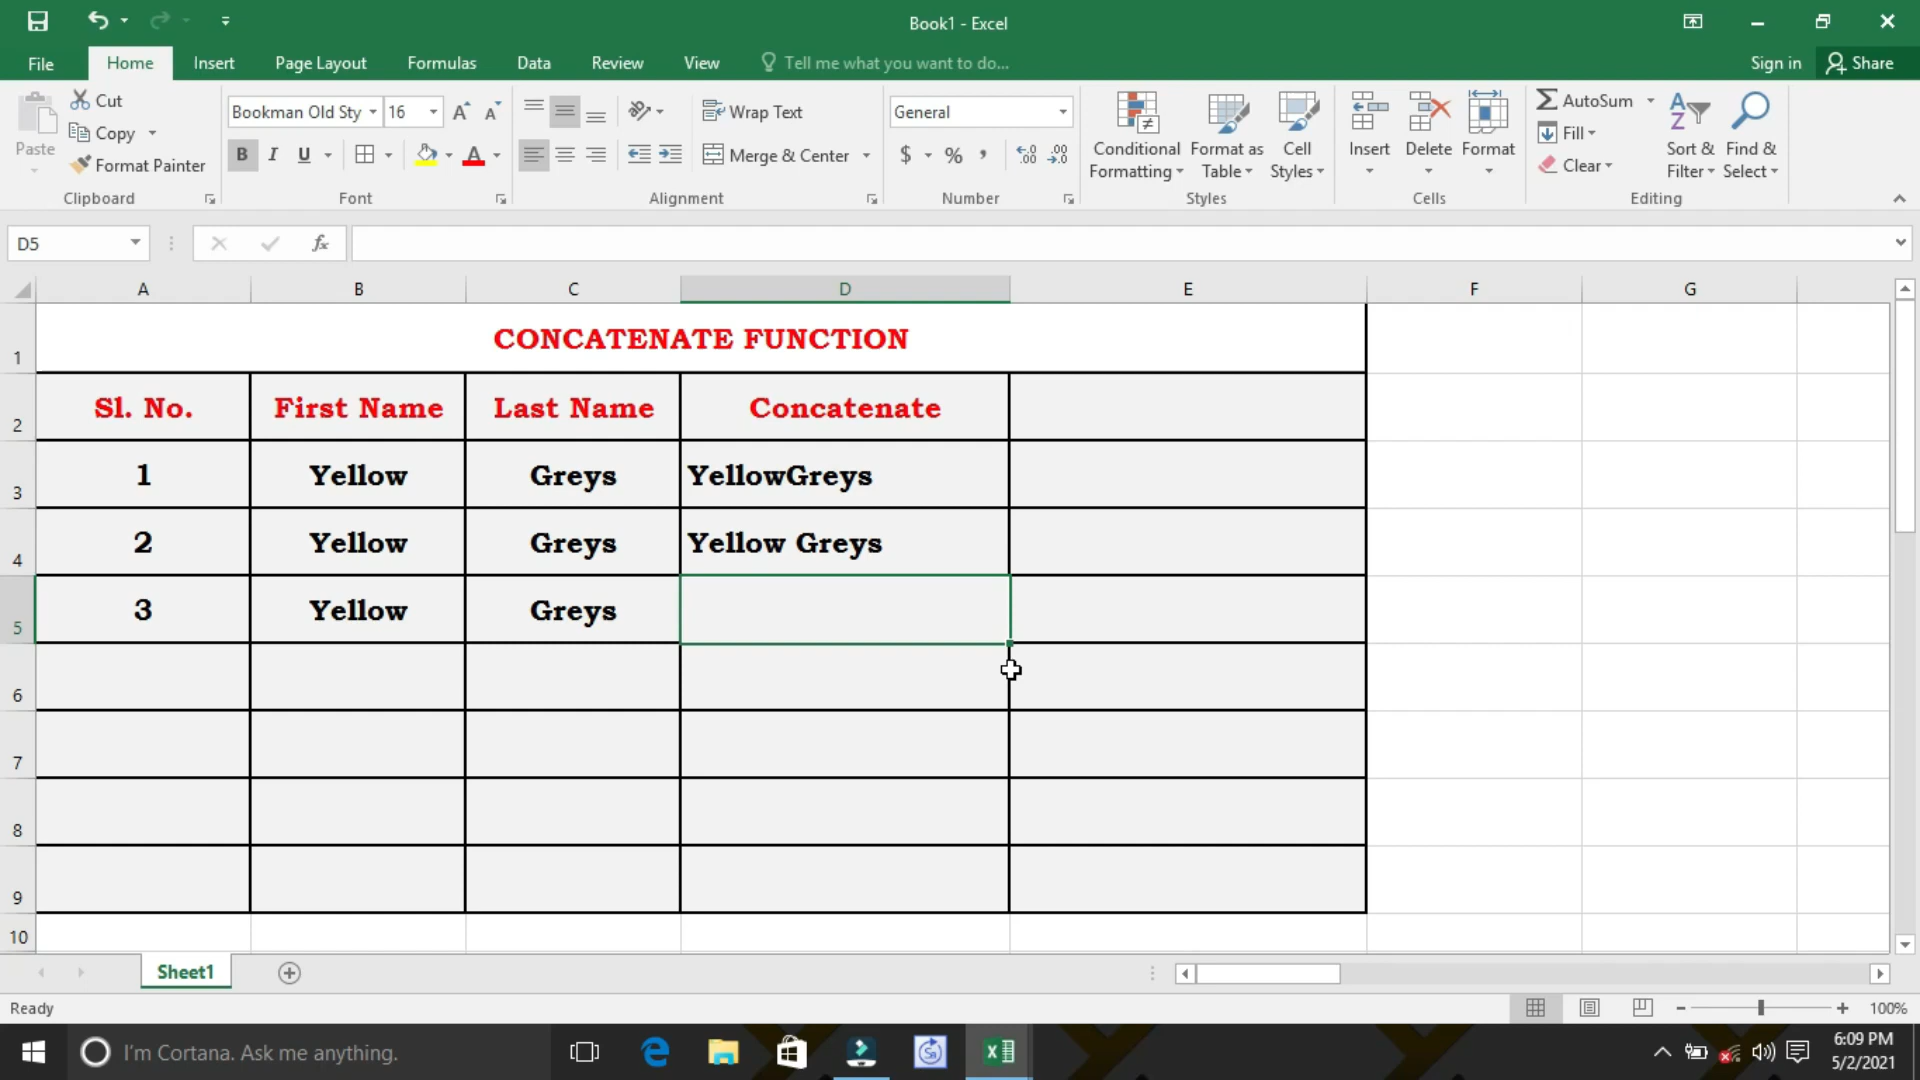 Book1 - Excel
File Home Insert Page Layout Formulas Data Review View Tell me what you want to do... Sign in Share
Paste Cut Copy Format Painter
Clipboard
Bookman Old Sty 16
B I U A
Font
Wrap Text
Merge & Center
Alignment
General
$ % ,
Number
Conditional Formatting
Format as Table
Cell Styles
Styles
Insert Delete Format
Cells
AutoSum
Fill
Clear
Sort & Filter
Find & Select
Editing
D5 fx
A B C D E F G
1 CONCATENATE FUNCTION
2 Sl. No. First Name Last Name Concatenate
3 1 Yellow Greys YellowGreys
4 2 Yellow Greys Yellow Greys
5 3 Yellow Greys
6
7
8
9
10
Sheet1
Ready 100%
I'm Cortana. Ask me anything. 6:09 PM
5/2/2021